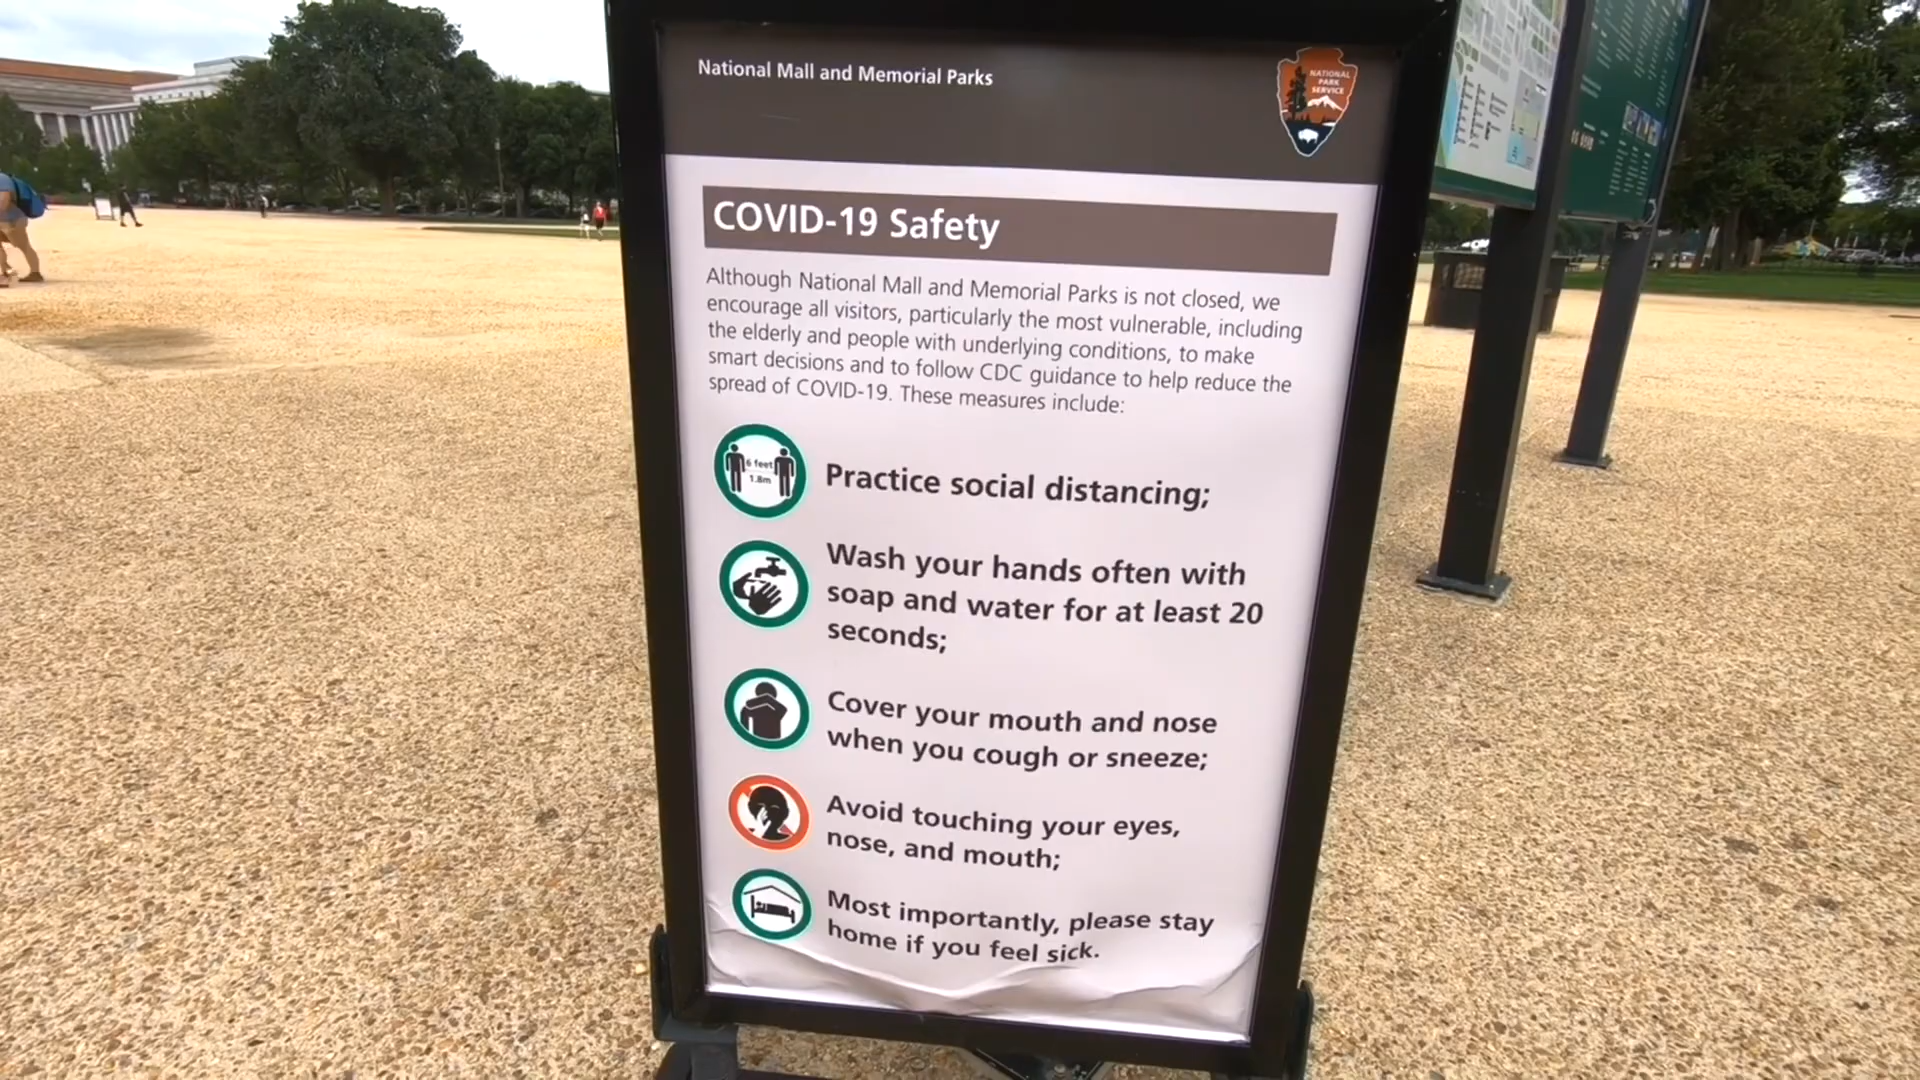 National Mall and Memorial Parks
NATIONAL
PARK
SERVICE
COVID-19 Safety
Although National Mall and Memorial Parks is not closed, we
encourage all visitors, particularly the most vulnerable, including
the elderly and people with underlying conditions, to make
smart decisions and to follow CDC guidance to help reduce the
spread of COVID-19. These measures include:
6 feet
1.8m
Practice social distancing;
Wash your hands often with
soap and water for at least 20
seconds;
Cover your mouth and nose
when you cough or sneeze;
Avoid touching your eyes,
nose, and mouth;
Most importantly, please stay
home if you feel sick.